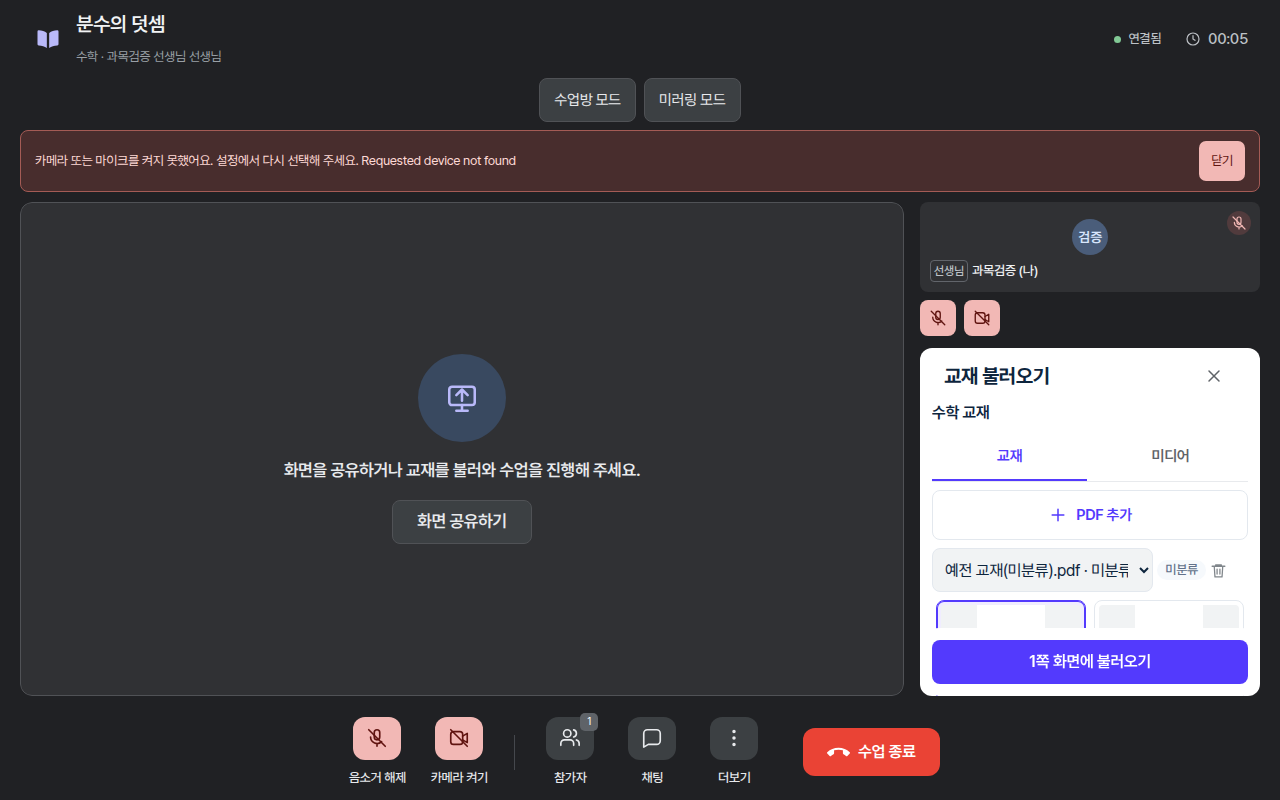 분수의 덧셈
수학 · 과목검증 선생님 선생님
연결됨
00:05
수업방 모드
미러링 모드
카메라 또는 마이크를 켜지 못했어요. 설정에서 다시 선택해 주세요. Requested device not found
닫기
화면을 공유하거나 교재를 불러와 수업을 진행해 주세요.
화면 공유하기
검증
선생님 과목검증 (나)
교재 불러오기
수학 교재
교재
미디어
PDF 추가
예전 교재(미분류).pdf · 미분류
미분류
1쪽 화면에 불러오기
음소거 해제
카메라 켜기
1
참가자
채팅
더보기
수업 종료